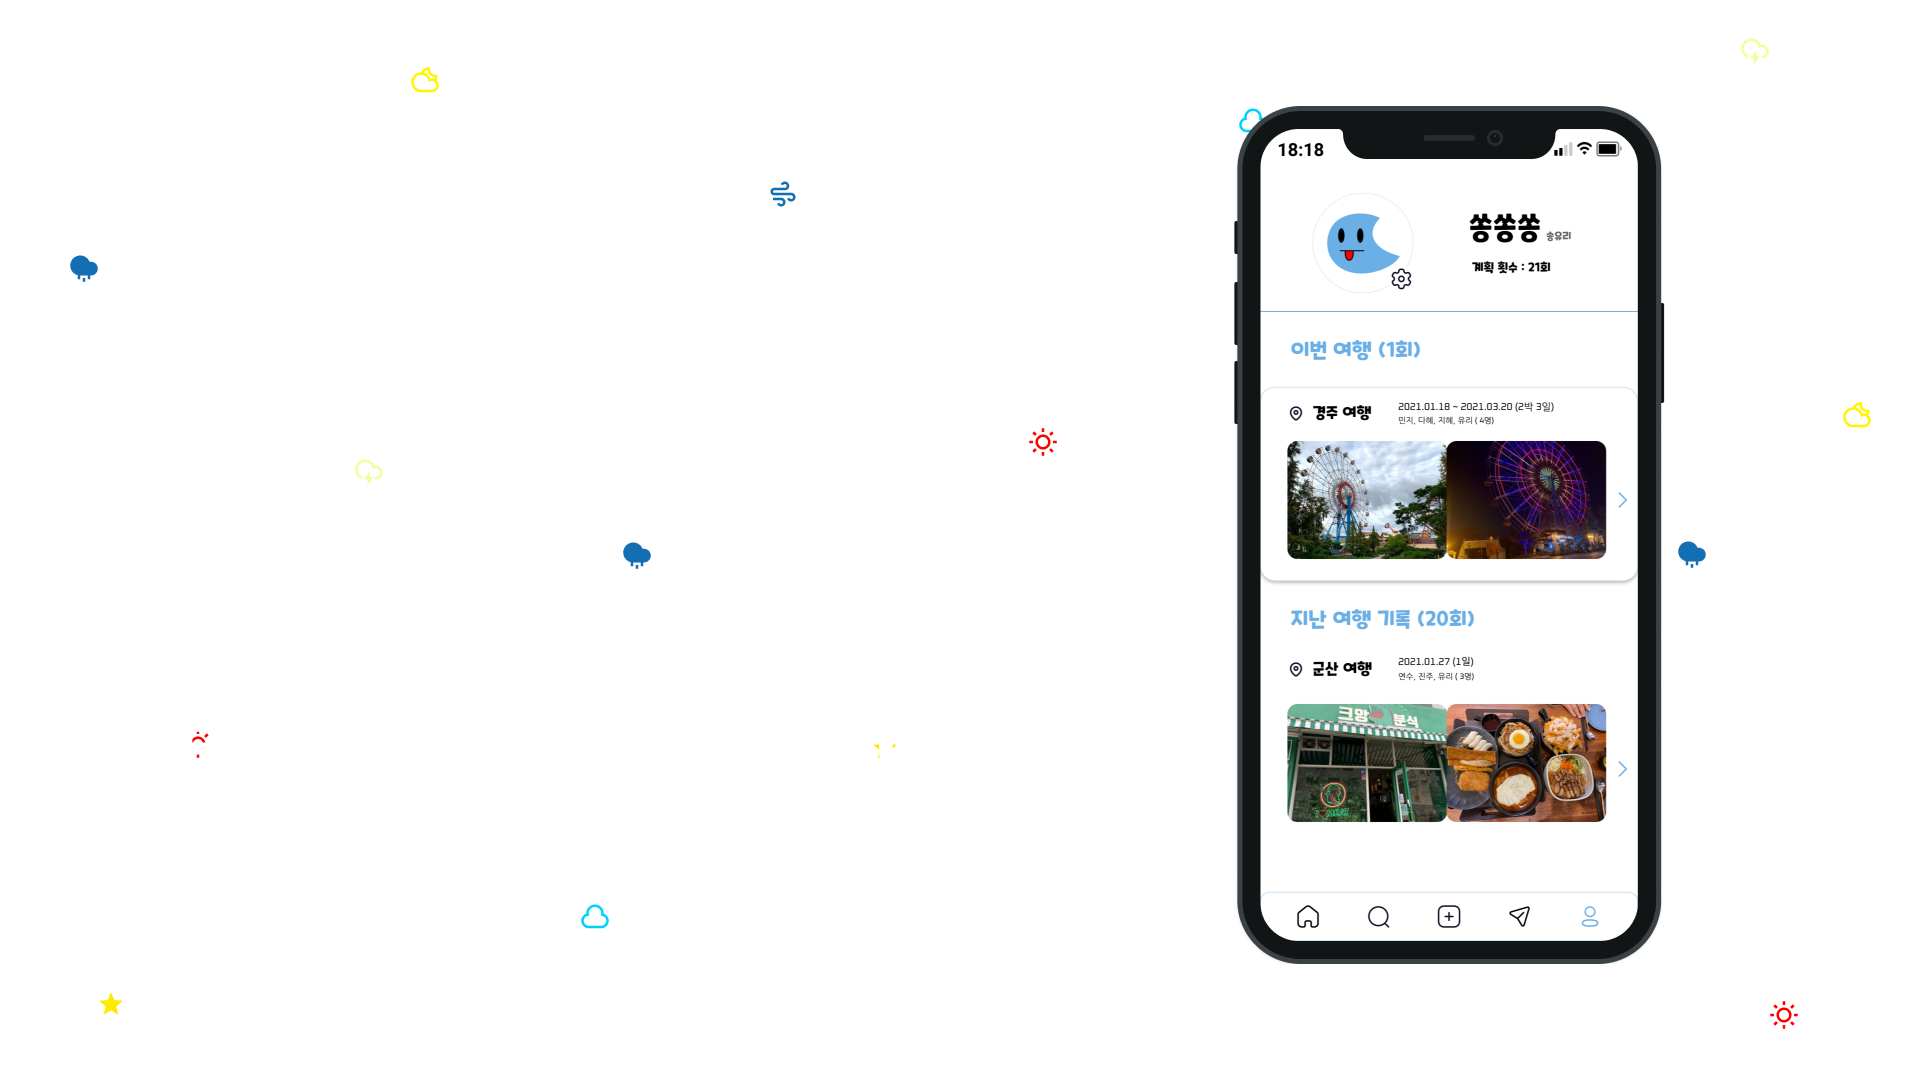 18:18
쏭쏭쏭 송유리
계획 횟수 : 21회
이번 여행 (1회)
경주 여행
2021.01.18 ~ 2021.03.20 (2박 3일)
민지, 다혜, 지혜, 유리 ( 4명)
지난 여행 기록 (20회)
군산 여행
2021.01.27 (1일)
연수, 진주, 유리 ( 3명)
분식